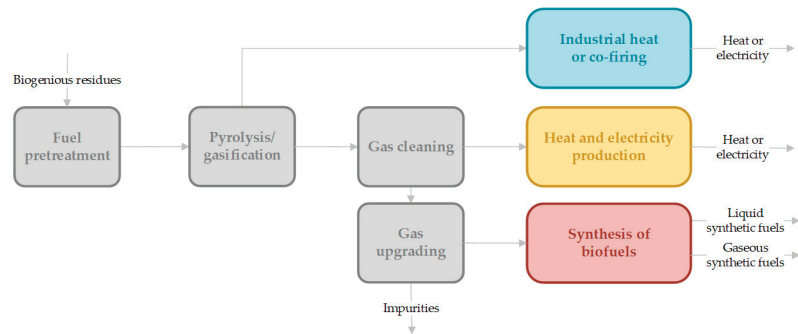 Industrial heat
or co-firing
Heat or
electricity
Biogenious residues
Fuel
pretreatment
Pyrolysis/
gasification
Gas cleaning
Heat and electricity
production
Heat or
electricity
Gas
upgrading
Synthesis of
biofuels
Liquid
synthetic fuels
Gaseous
synthetic fuels
Impurities